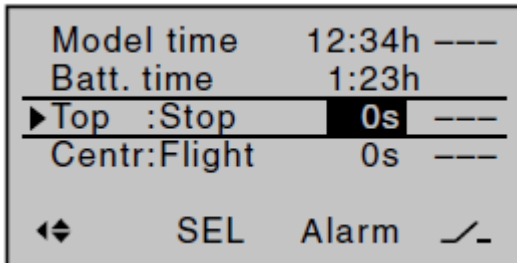 Model time 12:34h –––
Batt. time 1:23h
Top :Stop 0s –––
Centr:Flight 0s –––
SEL Alarm